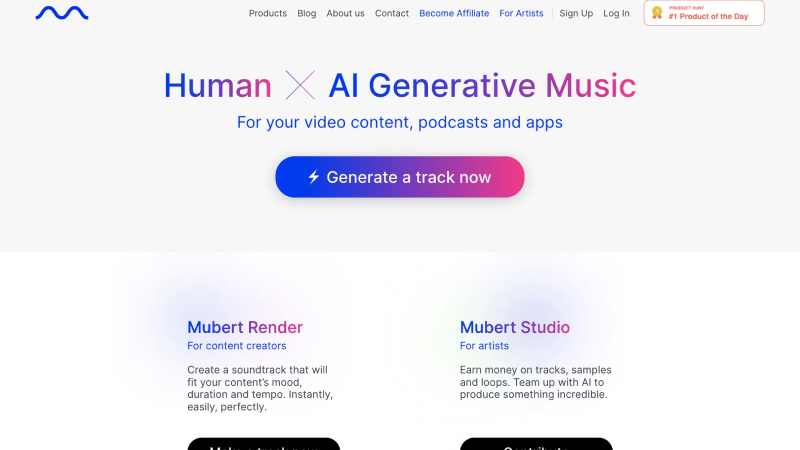 Products Blog About us Contact Become Affiliate For Artists Sign Up Log In
PRODUCT HUNT
#1 Product of the Day
Human AI Generative Music
For your video content, podcasts and apps
Generate a track now
Mubert Render
For content creators
Create a soundtrack that will
fit your content's mood,
duration and tempo. Instantly,
easily, perfectly.
Mubert Studio
For artists
Earn money on tracks, samples
and loops. Team up with AI to
produce something incredible.